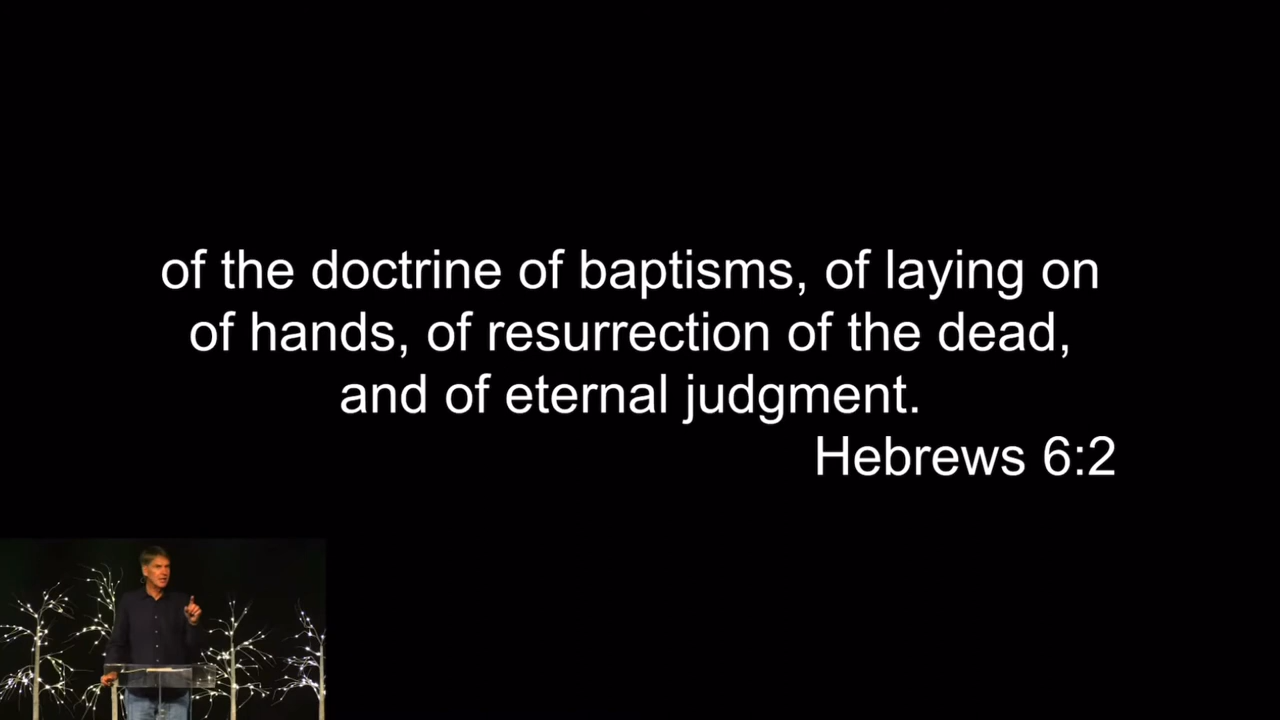 of the doctrine of baptisms, of laying on
of hands, of resurrection of the dead,
and of eternal judgment.
Hebrews 6:2